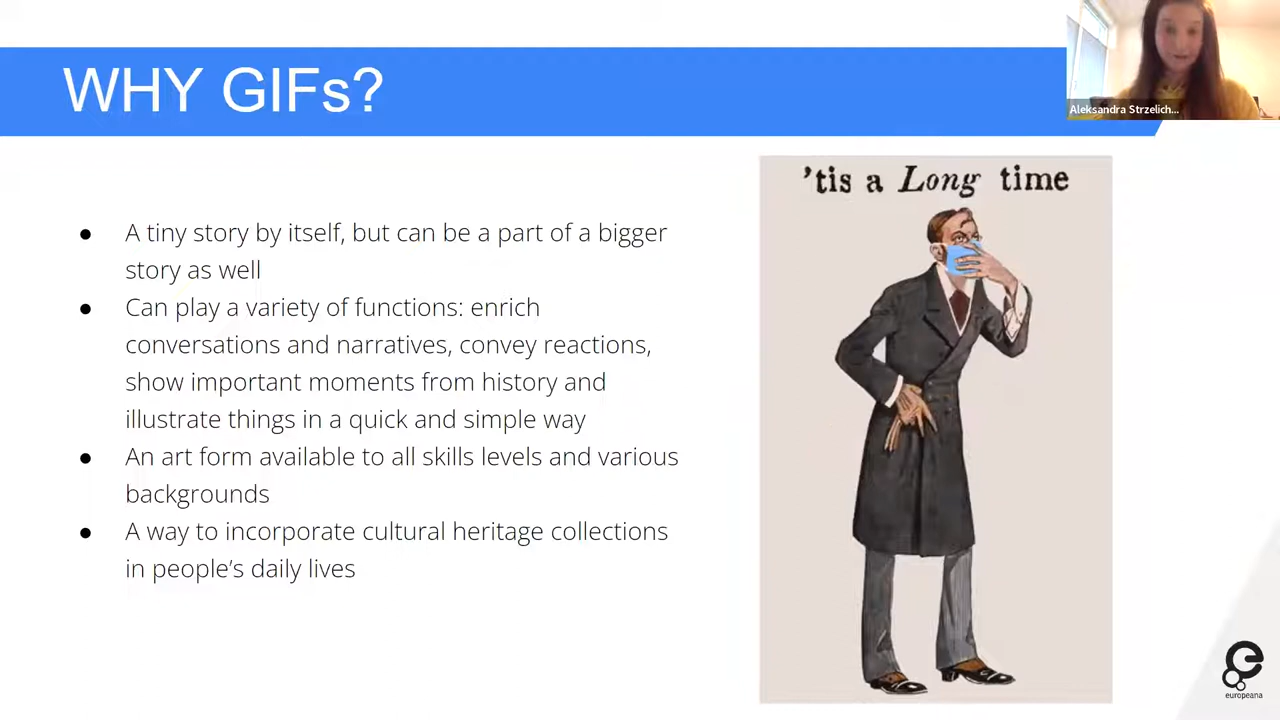 WHY GIFs?
Aleksandra Strzelich...
'tis a Long time
● A tiny story by itself, but can be a part of a bigger
story as well
● Can play a variety of functions: enrich
conversations and narratives, convey reactions,
show important moments from history and
illustrate things in a quick and simple way
● An art form available to all skills levels and various
backgrounds
● A way to incorporate cultural heritage collections
in people’s daily lives
europeana